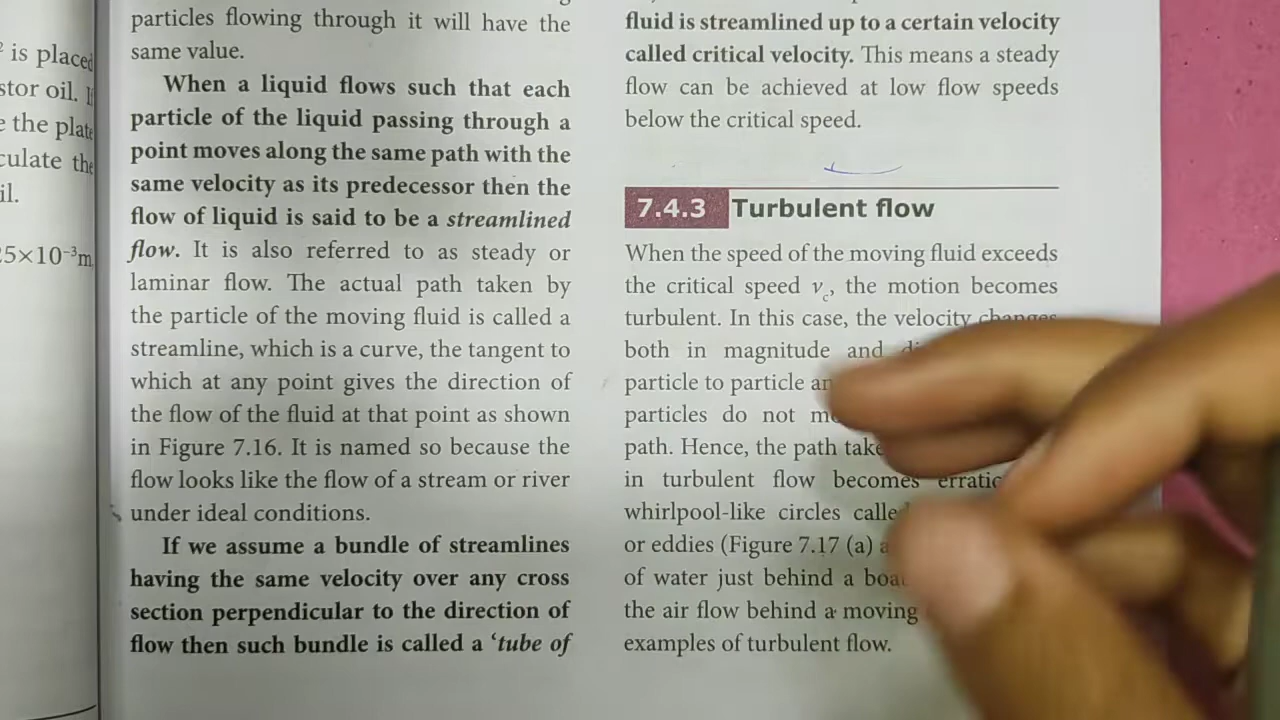 ² is placed
stor oil. If
e the plate
culate the
il.
25×10⁻³m
particles flowing through it will have the
same value.
When a liquid flows such that each
particle of the liquid passing through a
point moves along the same path with the
same velocity as its predecessor then the
flow of liquid is said to be a streamlined
flow. It is also referred to as steady or
laminar flow. The actual path taken by
the particle of the moving fluid is called a
streamline, which is a curve, the tangent to
which at any point gives the direction of
the flow of the fluid at that point as shown
in Figure 7.16. It is named so because the
flow looks like the flow of a stream or river
under ideal conditions.
If we assume a bundle of streamlines
having the same velocity over any cross
section perpendicular to the direction of
flow then such bundle is called a ‘tube of
fluid is streamlined up to a certain velocity
called critical velocity. This means a steady
flow can be achieved at low flow speeds
below the critical speed.
7.4.3 Turbulent flow
When the speed of the moving fluid exceeds
the critical speed vc, the motion becomes
turbulent. In this case, the velocity changes
both in magnitude and
particle to particle
particles do not
path. Hence, the path
in turbulent flow becomes erratic
whirlpool-like circles
or eddies (Figure 7.17 (a)
of water just behind a
the air flow behind a moving
examples of turbulent flow.